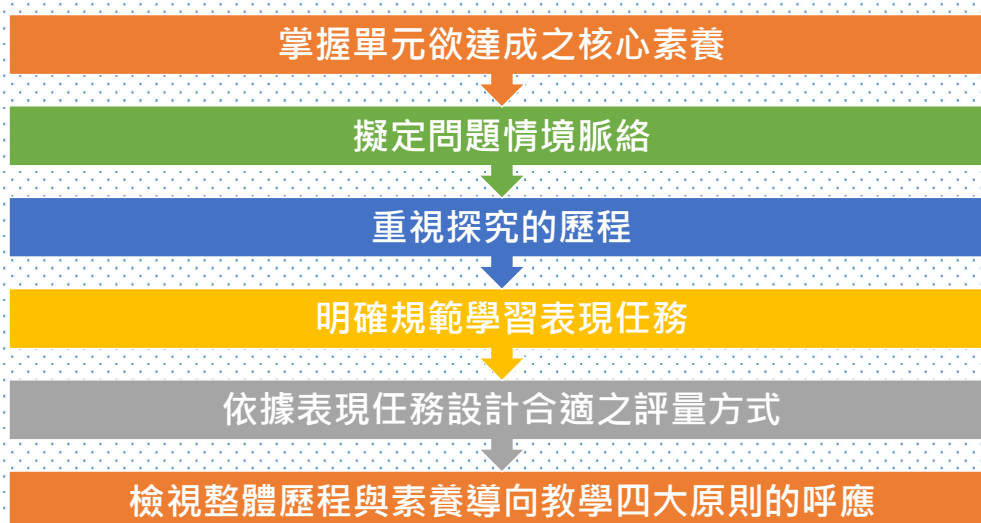 掌握單元欲達成之核心素養
擬定問題情境脈絡
重視探究的歷程
明確規範學習表現任務
依據表現任務設計合適之評量方式
檢視整體歷程與素養導向教學四大原則的呼應